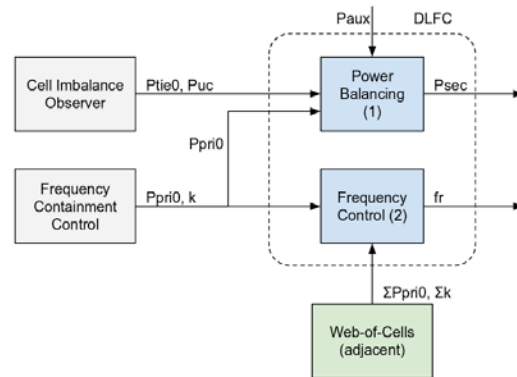 Paux
DLFC
Cell Imbalance
Observer
Ptie0, Puc
Power
Balancing
(1)
Psec
Ppri0
Frequency
Containment
Control
Ppri0, k
Frequency
Control (2)
fr
ΣPpri0, Σk
Web-of-Cells
(adjacent)